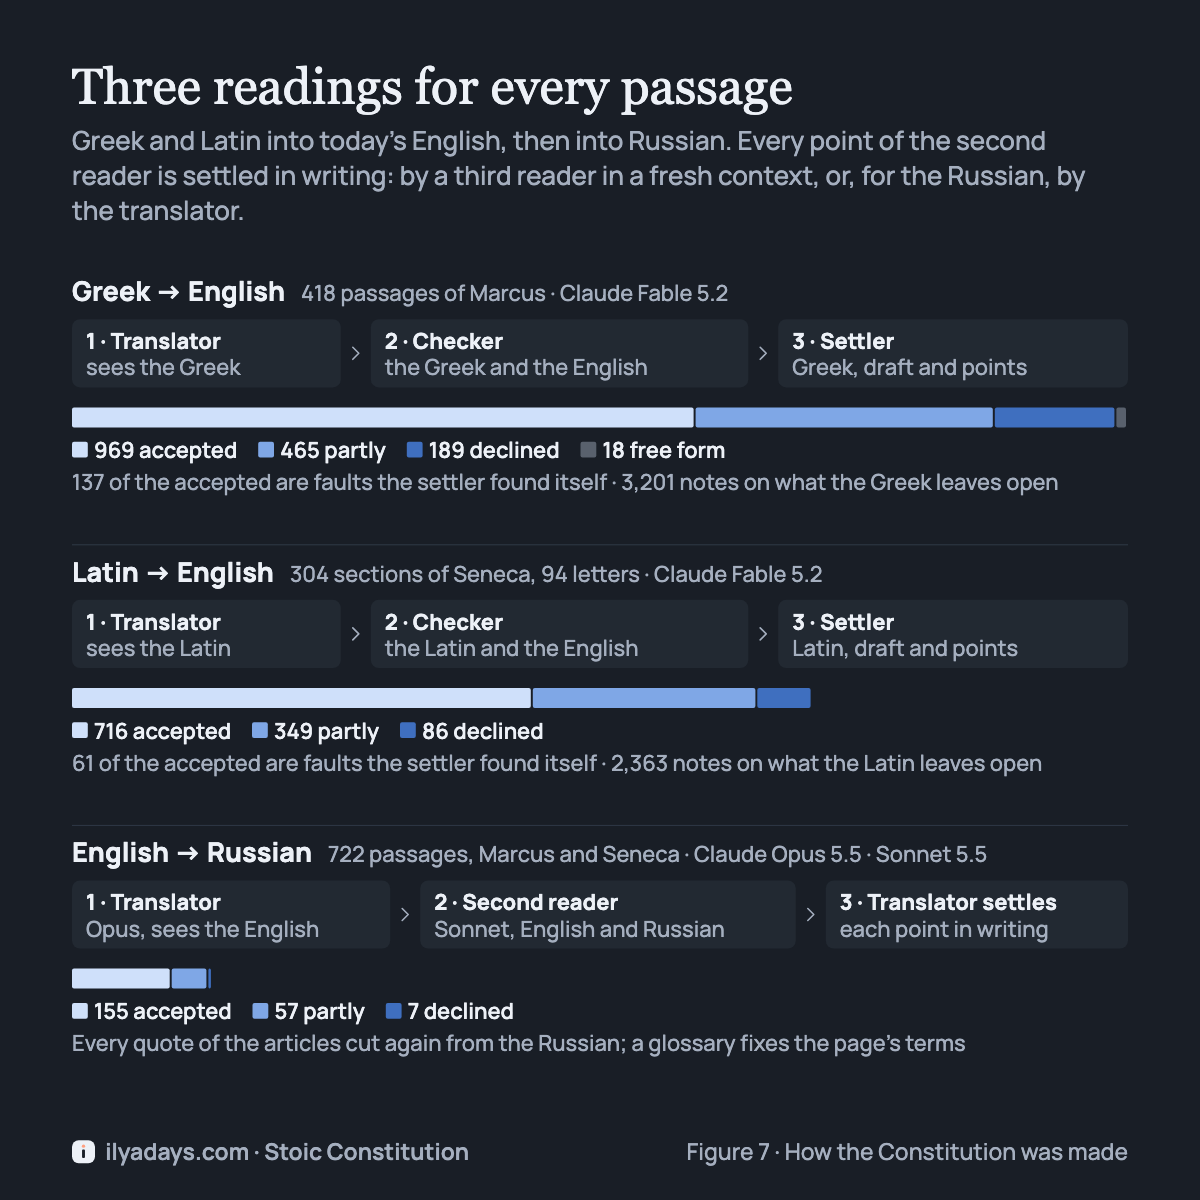 Three readings for every passage
Greek and Latin into today's English, then into Russian. Every point of the second
reader is settled in writing: by a third reader in a fresh context, or, for the Russian, by
the translator.
Greek → English 418 passages of Marcus · Claude Fable 5.2
1 · Translator
sees the Greek
2 · Checker
the Greek and the English
3 · Settler
Greek, draft and points
969 accepted 465 partly 189 declined 18 free form
137 of the accepted are faults the settler found itself · 3,201 notes on what the Greek leaves open
Latin → English 304 sections of Seneca, 94 letters · Claude Fable 5.2
1 · Translator
sees the Latin
2 · Checker
the Latin and the English
3 · Settler
Latin, draft and points
716 accepted 349 partly 86 declined
61 of the accepted are faults the settler found itself · 2,363 notes on what the Latin leaves open
English → Russian 722 passages, Marcus and Seneca · Claude Opus 5.5 · Sonnet 5.5
1 · Translator
Opus, sees the English
2 · Second reader
Sonnet, English and Russian
3 · Translator settles
each point in writing
155 accepted 57 partly 7 declined
Every quote of the articles cut again from the Russian; a glossary fixes the page's terms
i ilyadays.com · Stoic Constitution
Figure 7 · How the Constitution was made